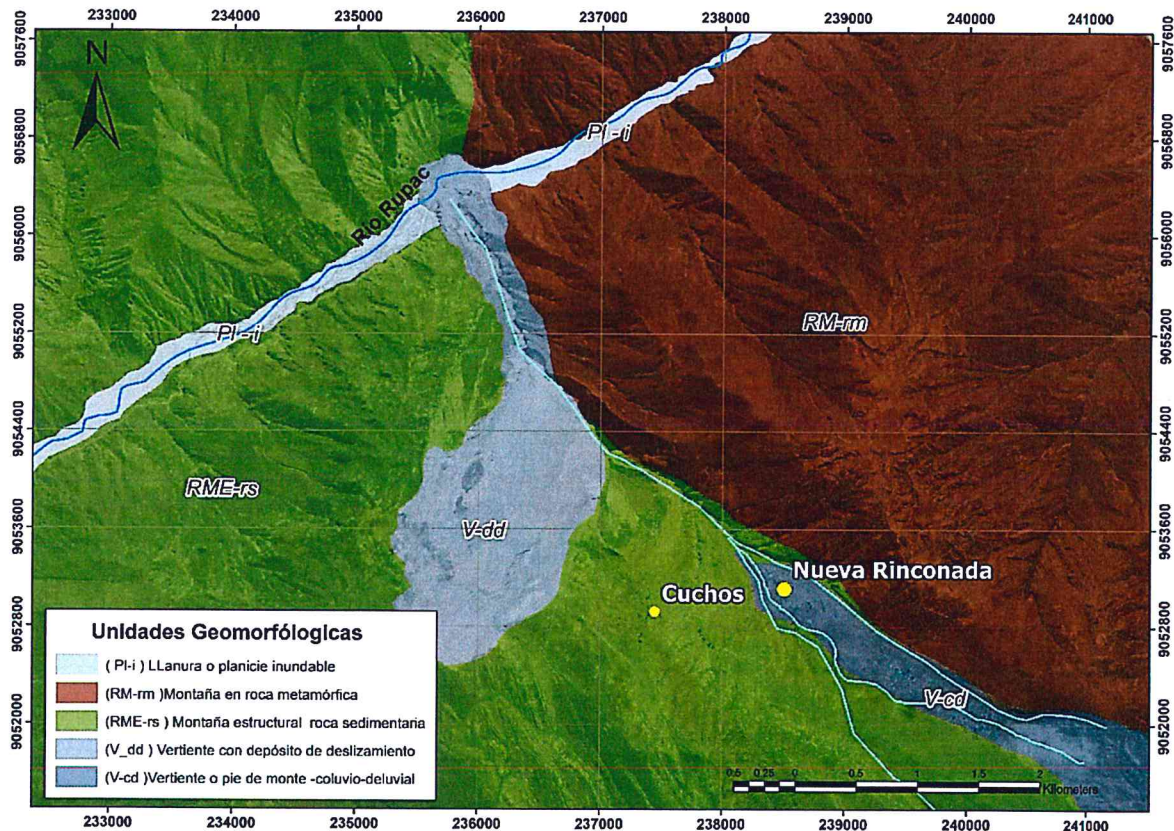 233000 234000 235000 236000 237000 238000 239000 240000 241000
9057600
9056800
9056000
9055200
9054400
9053600
9052800
9052000
9057600
9056800
9056000
9055200
9054400
9053600
9052800
9052000
N
Pl - i
Río Rupac
Pl - i
RM-rm
RME-rs
V-dd
Nueva Rinconada
Cuchos
V-cd
Unidades Geomorfólogicas
( Pl-i ) LLanura o planicie inundable
(RM-rm )Montaña en roca metamórfica
(RME-rs ) Montaña estructural roca sedimentaria
(V_dd ) Vertiente con depósito de deslizamiento
(V-cd )Vertiente o pie de monte -coluvio-deluvial
0.5 0.25 0 0.5 1 1.5 2
Kilometers
233000 234000 235000 236000 237000 238000 239000 240000 241000